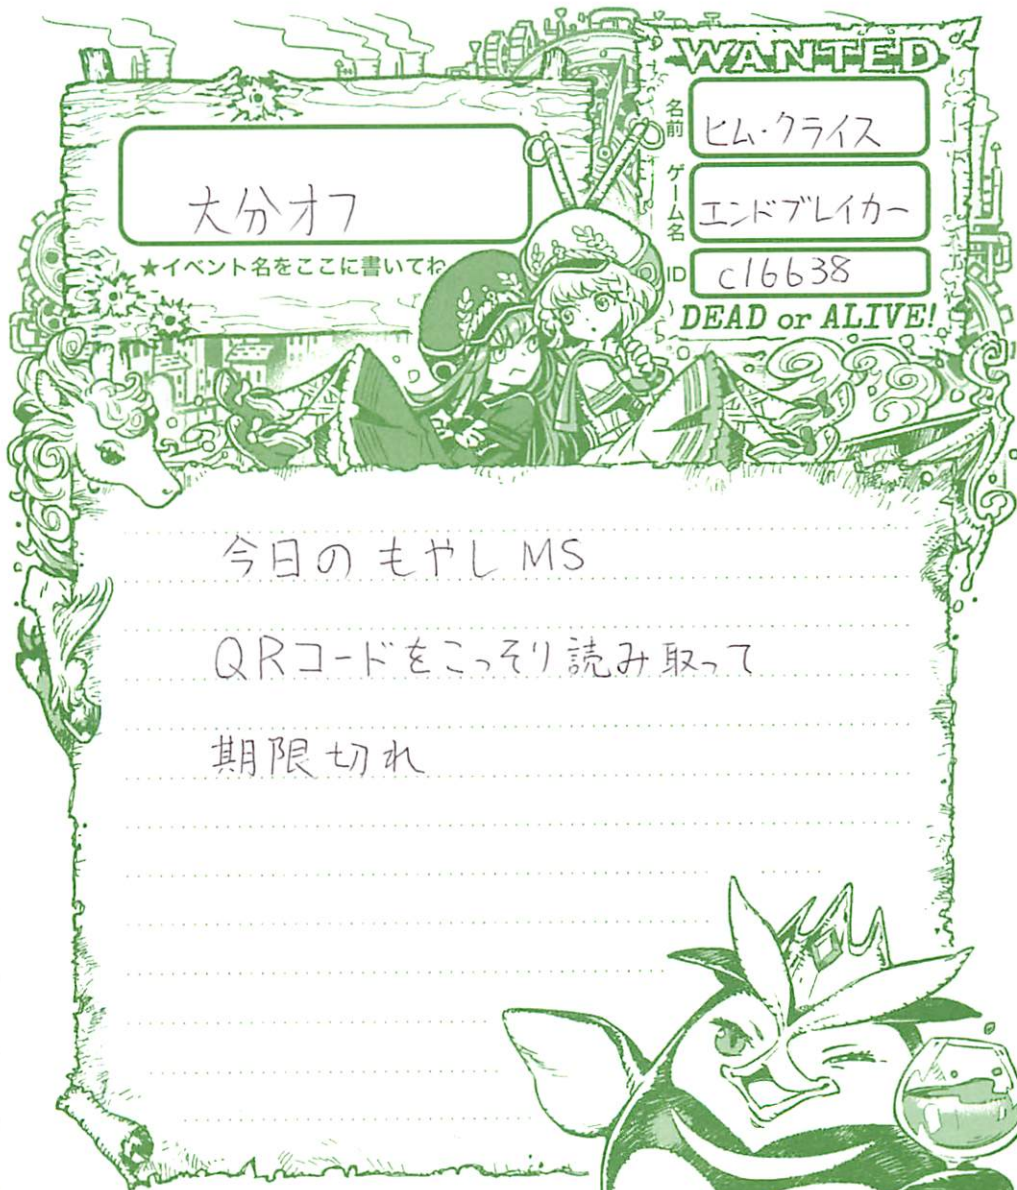 WANTED
名前
ヒム・クライス
ゲーム名
エンドブレイカー
ID
c16638
DEAD or ALIVE!
大分オフ
★イベント名をここに書いてね
今日のもやしMS
QRコードをこっそり読み取って
期限切れ